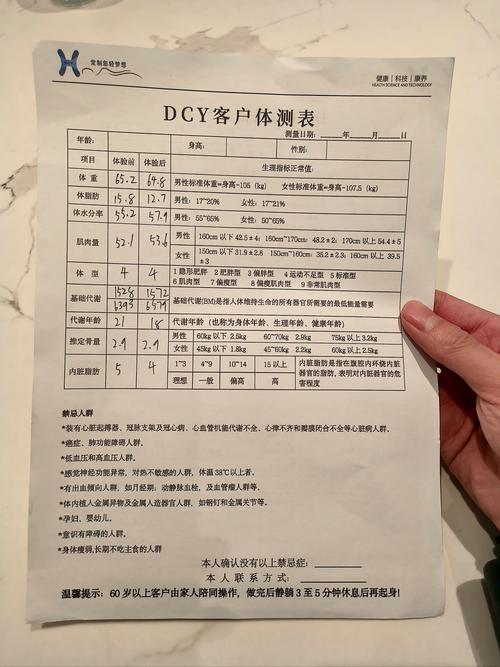 定制年轻梦想
健康｜科技｜康养
HEALTH SCIENCE AND TECHNOLOGY
DCY客户体测表
测量日期：____年____月____日
年龄： 身高： 性别：
项目 体验前 体验后 生理指标正常值：
体 重 65.2 64.8 男性标准体重=身高-105（kg） 女性标准体重=身高-107.5（kg）
体脂肪 15.8 12.7 男性：17~20% 女性：17~21%
体水分率 55.2 57.9 男性：55~65% 女性：50~65%
肌肉量 52.1 53.6 男性 160cm 以下 42.5±4；160cm~170cm：48.2±2；170cm 以上 54.4±5
女性 150cm 以下 31.9±2.8 150cm~160cm：35.2±2.3；160cm 以上 39.5±3
体 型 4 4 1 隐形肥胖 2 肥胖型 3 偏胖型 4 运动不足型 5 标准型
6 肌肉型 7 偏瘦型 8 偏瘦肌肉型 9 非常肌肉型
基础代谢 1528 1572 基础代谢(BM)是指人体维持生命的所有器官所需要的最低能量需要
6393 6579
代谢年龄 21 18 代谢年龄（也称为身体年龄、生理年龄、健康年龄）
推定骨量 2.9 2.9 男性 60kg 以下 2.5kg 60~70kg 2.9kg 75kg 以上 3.2kg
女性 45kg 以下 1.8kg 45~60kg 2.2kg 60kg 以上 2.5kg
内脏脂肪 5 4 1~3 4~9 10~14 15 以上 内脏脂肪是指在腹腔内环绕内脏器官的脂肪，表明对内脏器官的危害程度
理想 一般 偏高 高
禁忌人群
*装有心脏起搏器、冠脉支架及冠心病、心血管机能代谢不全、心律不齐和瓣膜闭合不全等心脏病人群。
*癌症、肺功能障碍人群。
*低血压和高血压人群。
*感觉神经功能异常，对热不敏感的人群，体温 38℃以上者。
*有出血倾向人群，如月经期；动静脉血栓，及血管瘤人群等。
*体内植人金属异物及金属人造器官人群，如钢钉和金属关节等。
*孕妇、婴幼儿。
*意识有障碍的人群。
*身体瘦弱,长期不吃主食的人群
本人确认没有以上禁忌症：________
本 人 联 系 方 式：________
温馨提示：60 岁以上客户由家人陪同操作，做完后静躺 3 至 5 分钟休息后再起身！